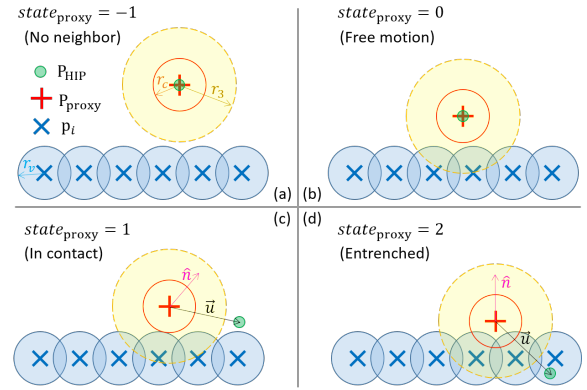 state_proxy = −1
(No neighbor)
P_HIP
P_proxy
p_i
r_c
r_3
r_v
(a)
state_proxy = 0
(Free motion)
(b)
state_proxy = 1
(In contact)
(c)
n̂
u⃗
(d)
state_proxy = 2
(Entrenched)
n̂
u⃗